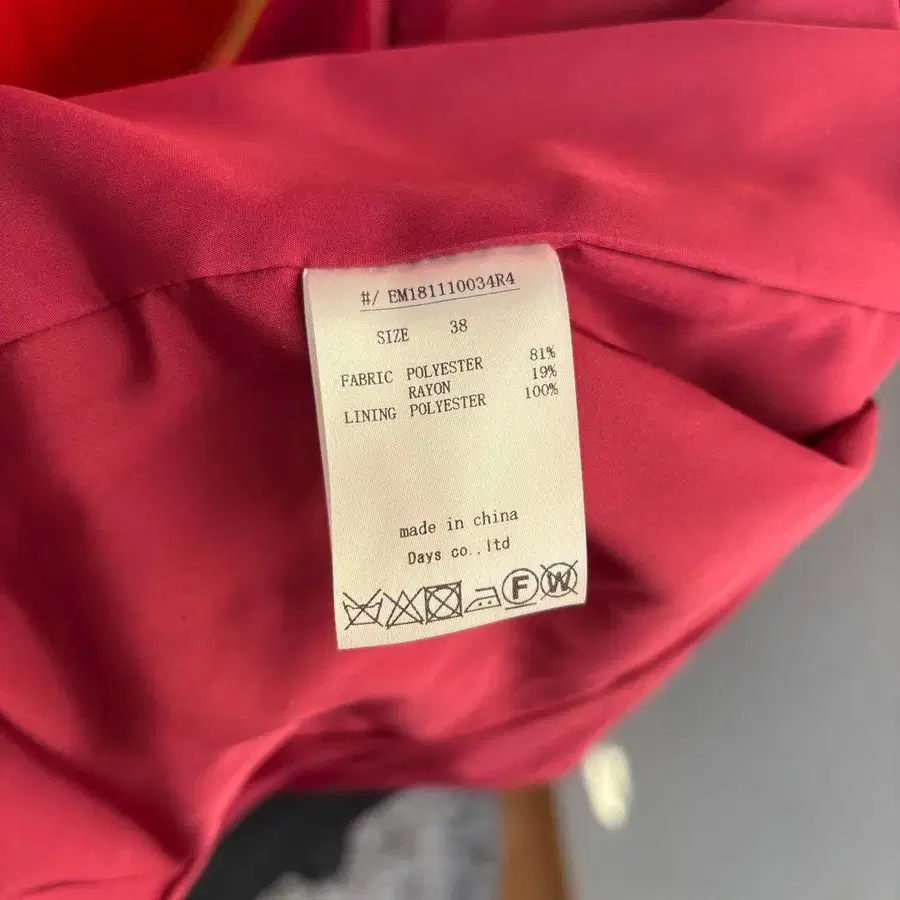 #/ EM181110034R4
SIZE 38
FABRIC POLYESTER 81%
RAYON 19%
LINING POLYESTER 100%
made in china
Days co.,ltd
F W